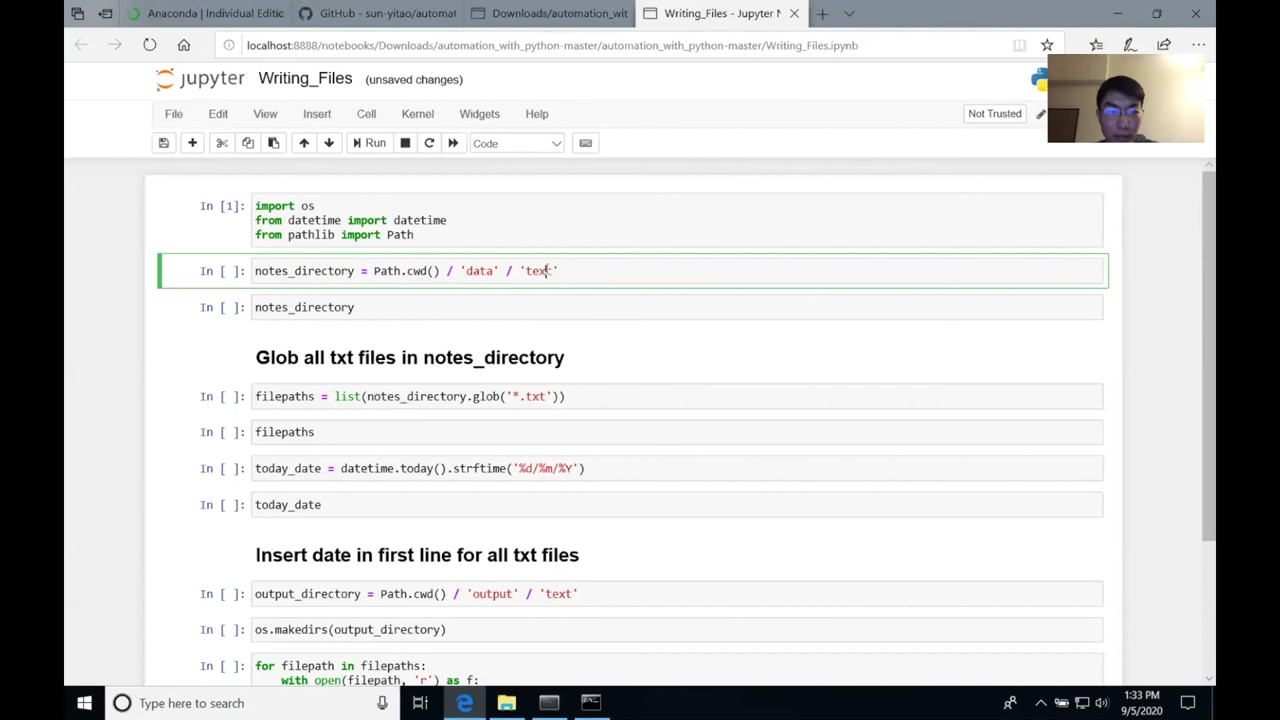 Anaconda | Individual Editic
GitHub - sun-yitao/automat
Downloads/automation_wit
Writing_Files - Jupyter N
localhost:8888/notebooks/Downloads/automation_with_python-master/automation_with_python-master/Writing_Files.ipynb
jupyter Writing_Files (unsaved changes)
File Edit View Insert Cell Kernel Widgets Help
Not Trusted
Run Code
In [1]: import os
from datetime import datetime
from pathlib import Path
In [ ]: notes_directory = Path.cwd() / 'data' / 'text'
In [ ]: notes_directory
Glob all txt files in notes_directory
In [ ]: filepaths = list(notes_directory.glob('*.txt'))
In [ ]: filepaths
In [ ]: today_date = datetime.today().strftime('%d/%m/%Y')
In [ ]: today_date
Insert date in first line for all txt files
In [ ]: output_directory = Path.cwd() / 'output' / 'text'
In [ ]: os.makedirs(output_directory)
In [ ]: for filepath in filepaths:
with open(filepath, 'r') as f:
Type here to search
1:33 PM
9/5/2020